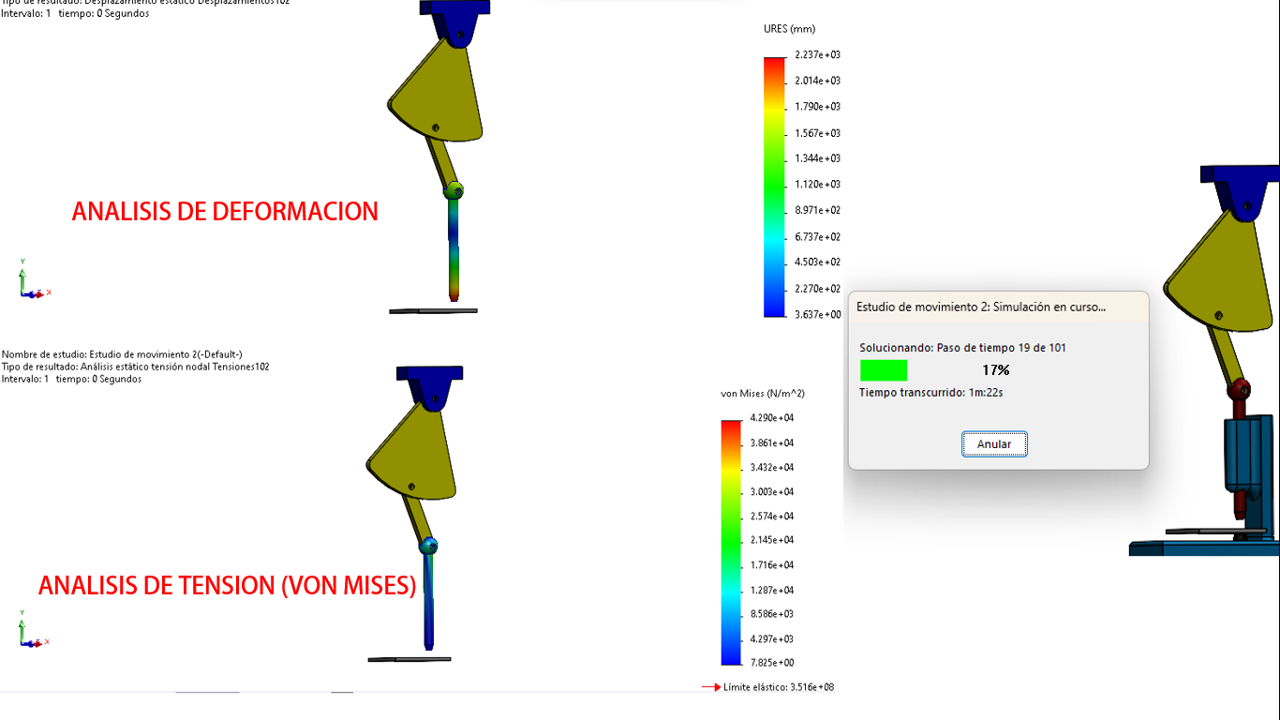 Tipo de resultado: Desplazamiento estático Desplazamientos102
Intervalo: 1 tiempo: 0 Segundos
URES (mm)
2.237e+03
2.014e+03
1.790e+03
1.567e+03
1.344e+03
1.120e+03
8.971e+02
6.737e+02
4.503e+02
2.270e+02
3.637e+00
ANALISIS DE DEFORMACION
Y
X
Estudio de movimiento 2: Simulación en curso...
Solucionando: Paso de tiempo 19 de 101
17%
Tiempo transcurrido: 1m:22s
Anular
Nombre de estudio: Estudio de movimiento 2(-Default-)
Tipo de resultado: Análisis estático tensión nodal Tensiones102
Intervalo: 1 tiempo: 0 Segundos
von Mises (N/m^2)
4.290e+04
3.861e+04
3.432e+04
3.003e+04
2.574e+04
2.145e+04
1.716e+04
1.287e+04
8.586e+03
4.297e+03
7.825e+00
Límite elástico: 3.516e+08
ANALISIS DE TENSION (VON MISES)
Y
X